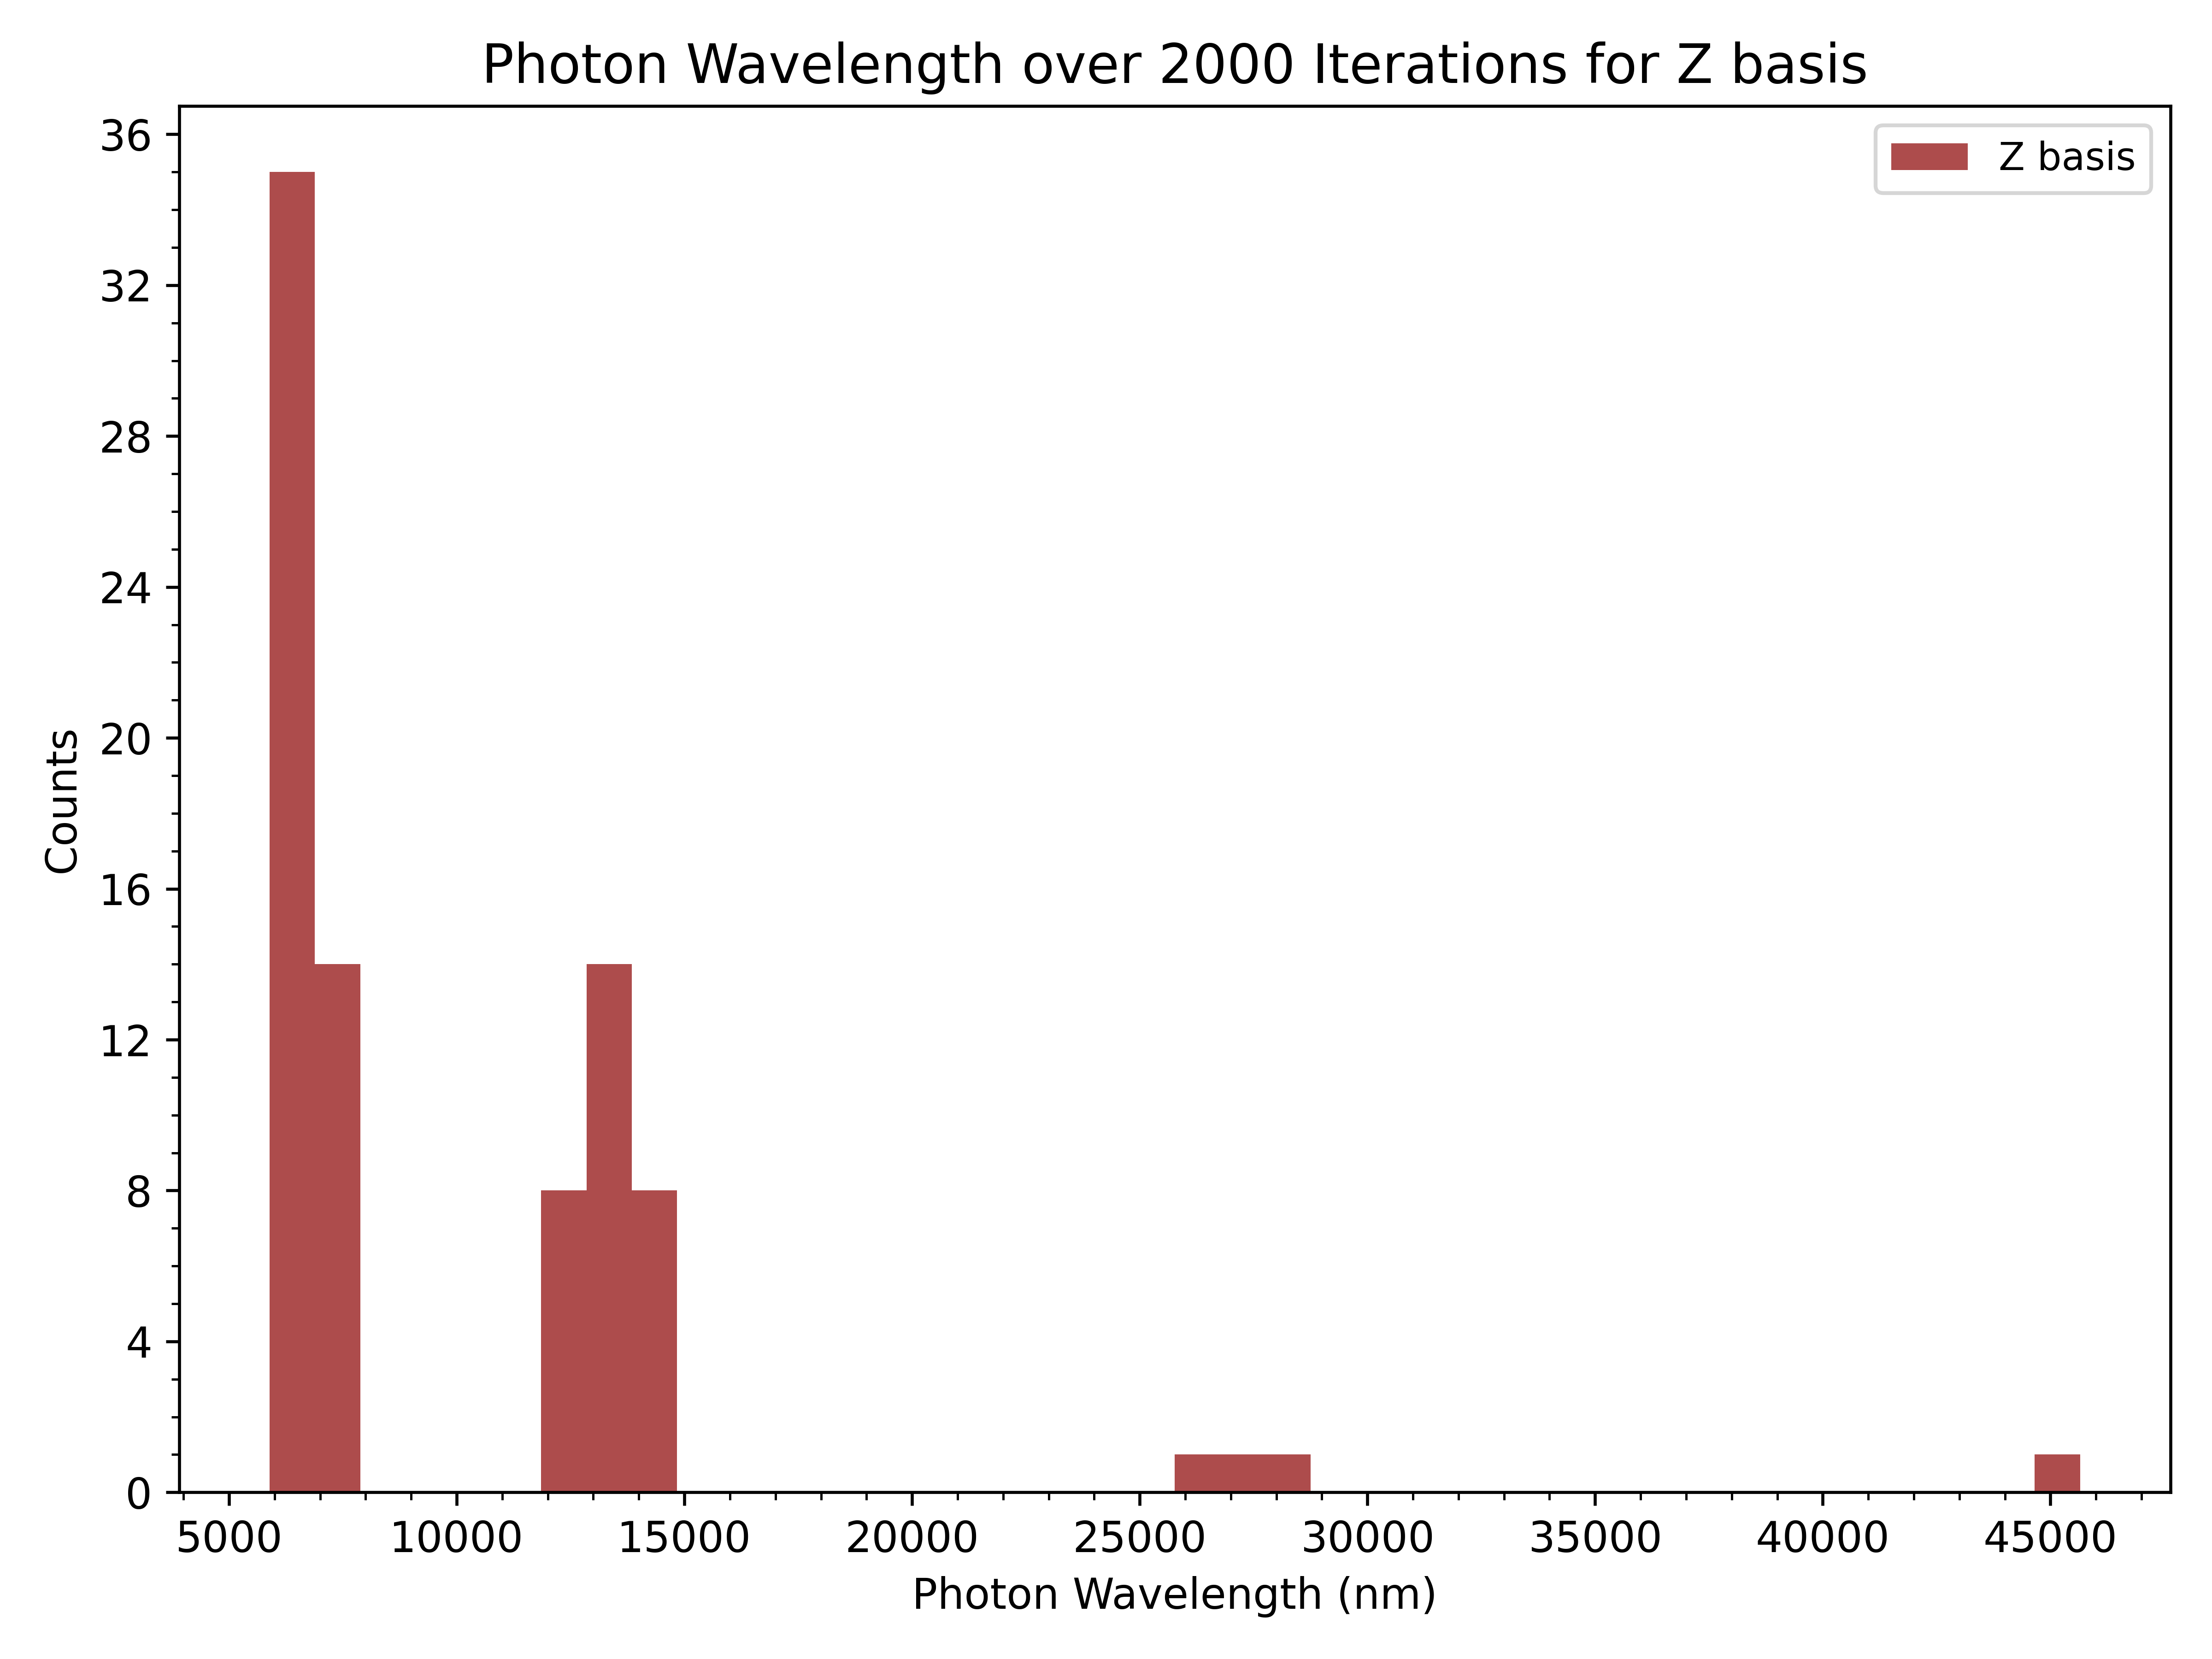 Photon Wavelength over 2000 Iterations for Z basis
Z basis
36
32
28
24
20
16
12
8
4
0
Counts
5000 10000 15000 20000 25000 30000 35000 40000 45000
Photon Wavelength (nm)